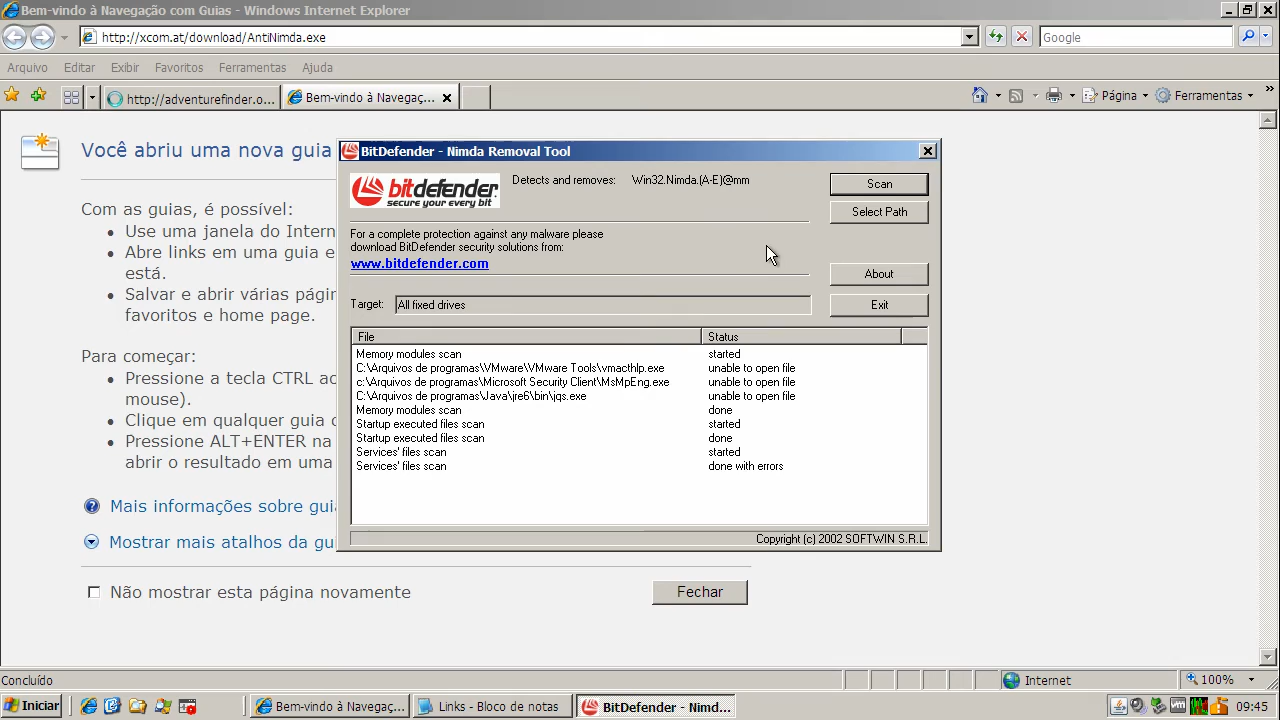 Bem-vindo à Navegação com Guias - Windows Internet Explorer
http://xcom.at/download/AntiNimda.exe
Google
Arquivo Editar Exibir Favoritos Ferramentas Ajuda
http://adventurefinder.o...
Bem-vindo à Navegaç...
Página
Ferramentas
Você abriu uma nova guia
Com as guias, é possível:
Use uma janela do Intern
Abre links em uma guia e
está.
Salvar e abrir várias págin
favoritos e home page.
Para começar:
Pressione a tecla CTRL ao
mouse).
Clique em qualquer guia c
Pressione ALT+ENTER na
abrir o resultado em uma
Mais informações sobre guia
Mostrar mais atalhos da gu
Não mostrar esta página novamente
Fechar
BitDefender - Nimda Removal Tool
bitdefender
secure your every bit
Detects and removes: Win32.Nimda.(A-E)@mm
Scan
Select Path
For a complete protection against any malware please
download BitDefender security solutions from:
www.bitdefender.com
About
Target: All fixed drives
Exit
File Status
Memory modules scan started
C:\Arquivos de programas\VMware\VMware Tools\vmacthlp.exe unable to open file
c:\Arquivos de programas\Microsoft Security Client\MsMpEng.exe unable to open file
C:\Arquivos de programas\Java\jre6\bin\jqs.exe unable to open file
Memory modules scan done
Startup executed files scan started
Startup executed files scan done
Services' files scan started
Services' files scan done with errors
Copyright (c) 2002 SOFTWIN S.R.L.
Concluído
Internet
100%
Iniciar
Bem-vindo à Navegaç...
Links - Bloco de notas
BitDefender - Nimd...
09:45